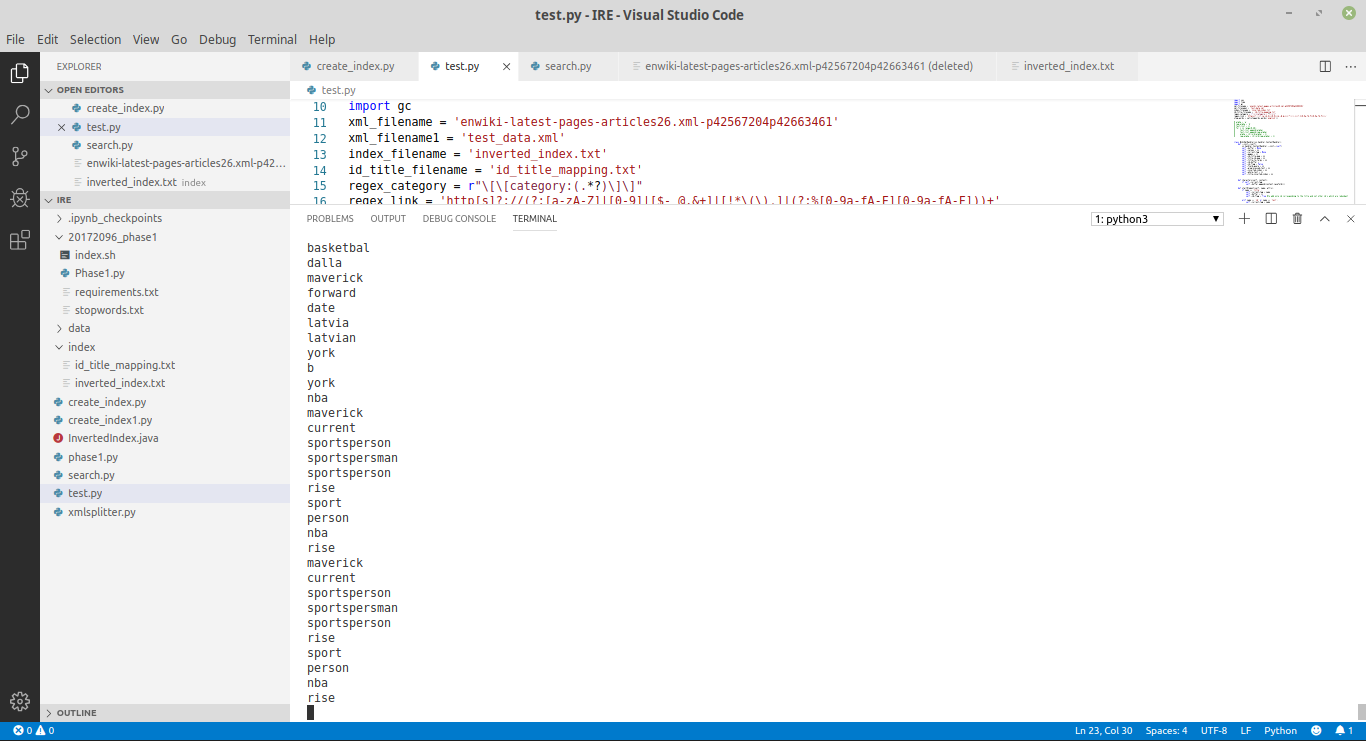 test.py - IRE - Visual Studio Code
File Edit Selection View Go Debug Terminal Help
EXPLORER
OPEN EDITORS
create_index.py
test.py
search.py
enwiki-latest-pages-articles26.xml-p42...
inverted_index.txt index
IRE
.ipynb_checkpoints
20172096_phase1
index.sh
Phase1.py
requirements.txt
stopwords.txt
data
index
id_title_mapping.txt
inverted_index.txt
create_index.py
create_index1.py
InvertedIndex.java
phase1.py
search.py
test.py
xmlsplitter.py
OUTLINE
create_index.py test.py search.py enwiki-latest-pages-articles26.xml-p42567204p42663461 (deleted) inverted_index.txt
test.py
10 import gc
11 xml_filename = 'enwiki-latest-pages-articles26.xml-p42567204p42663461'
12 xml_filename1 = 'test_data.xml'
13 index_filename = 'inverted_index.txt'
14 id_title_filename = 'id_title_mapping.txt'
15 regex_category = r"\[\[category:(.*?)\]\]"
16 regex_link = 'http[s]?://(?:[a-zA-Z]|[0-9]|[$-_@.&+]|[!*\(\),]|(?:%[0-9a-fA-F][0-9a-fA-F]))+'
PROBLEMS OUTPUT DEBUG CONSOLE TERMINAL 1: python3
basketbal
dalla
maverick
forward
date
latvia
latvian
york
b
york
nba
maverick
current
sportsperson
sportspersman
sportsperson
rise
sport
person
nba
rise
maverick
current
sportsperson
sportspersman
sportsperson
rise
sport
person
nba
rise
0 0 Ln 23, Col 30 Spaces: 4 UTF-8 LF Python 1